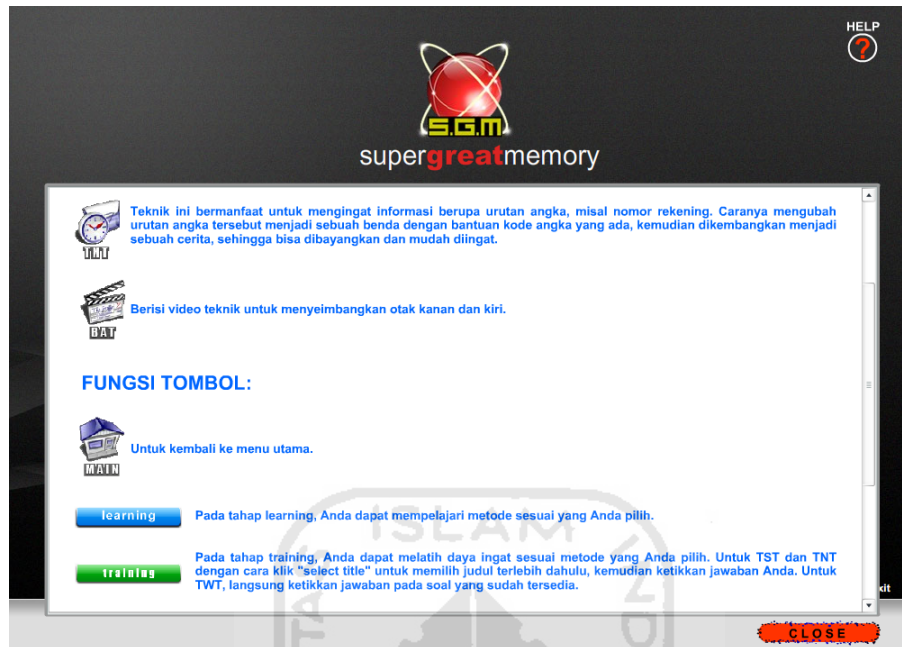 HELP
?
S.G.M
supergreatmemory
Teknik ini bermanfaat untuk mengingat informasi berupa urutan angka, misal nomor rekening. Caranya mengubah
urutan angka tersebut menjadi sebuah benda dengan bantuan kode angka yang ada, kemudian dikembangkan menjadi
sebuah cerita, sehingga bisa dibayangkan dan mudah diingat.
TNT
Berisi video teknik untuk menyeimbangkan otak kanan dan kiri.
BAT
FUNGSI TOMBOL:
Untuk kembali ke menu utama.
MAIN
learning
Pada tahap learning, Anda dapat mempelajari metode sesuai yang Anda pilih.
training
Pada tahap training, Anda dapat melatih daya ingat sesuai metode yang Anda pilih. Untuk TST dan TNT
dengan cara klik "select title" untuk memilih judul terlebih dahulu, kemudian ketikkan jawaban Anda. Untuk
TWT, langsung ketikkan jawaban pada soal yang sudah tersedia.
ISLAM
xit
CLOSE